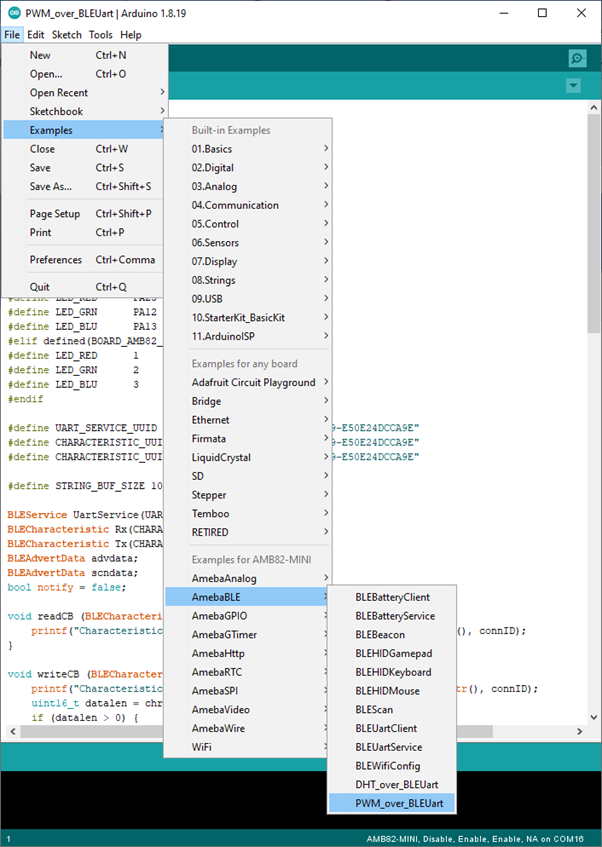 PWM_over_BLEUart | Arduino 1.8.19
File Edit Sketch Tools Help
New Ctrl+N
Open... Ctrl+O
Open Recent
Sketchbook
Examples
Close Ctrl+W
Save Ctrl+S
Save As... Ctrl+Shift+S
Page Setup Ctrl+Shift+P
Print Ctrl+P
Preferences Ctrl+Comma
Quit Ctrl+Q
Built-in Examples
01.Basics
02.Digital
03.Analog
04.Communication
05.Control
06.Sensors
07.Display
08.Strings
09.USB
10.StarterKit_BasicKit
11.ArduinoISP
Examples for any board
Adafruit Circuit Playground
Bridge
Ethernet
Firmata
LiquidCrystal
SD
Stepper
Temboo
RETIRED
Examples for AMB82-MINI
AmebaAnalog
AmebaBLE
AmebaGPIO
AmebaGTimer
AmebaHttp
AmebaRTC
AmebaSPI
AmebaVideo
AmebaWire
WiFi
BLEBatteryClient
BLEBatteryService
BLEBeacon
BLEHIDGamepad
BLEHIDKeyboard
BLEHIDMouse
BLEScan
BLEUartClient
BLEUartService
BLEWifiConfig
DHT_over_BLEUart
PWM_over_BLEUart
#define LED_RED
#define LED_GRN PA12
#define LED_BLU PA13
#elif defined(BOARD_AMB82_
#define LED_RED 1
#define LED_GRN 2
#define LED_BLU 3
#endif
#define UART_SERVICE_UUID 9-E50E24DCCA9E"
#define CHARACTERISTIC_UUI 9-E50E24DCCA9E"
#define CHARACTERISTIC_UUI 9-E50E24DCCA9E"
#define STRING_BUF_SIZE 10
BLEService UartService(UAR
BLECharacteristic Rx(CHARA
BLECharacteristic Tx(CHARA
BLEAdvertData advdata;
BLEAdvertData scndata;
bool notify = false;
void readCB (BLECharacteri
printf("Characteristic (), connID);
}
void writeCB (BLECharacter
printf("Characteristic tr(), connID);
uint16_t datalen = chr
if (datalen > 0) {
1 AMB82-MINI, Disable, Enable, Enable, NA on COM16